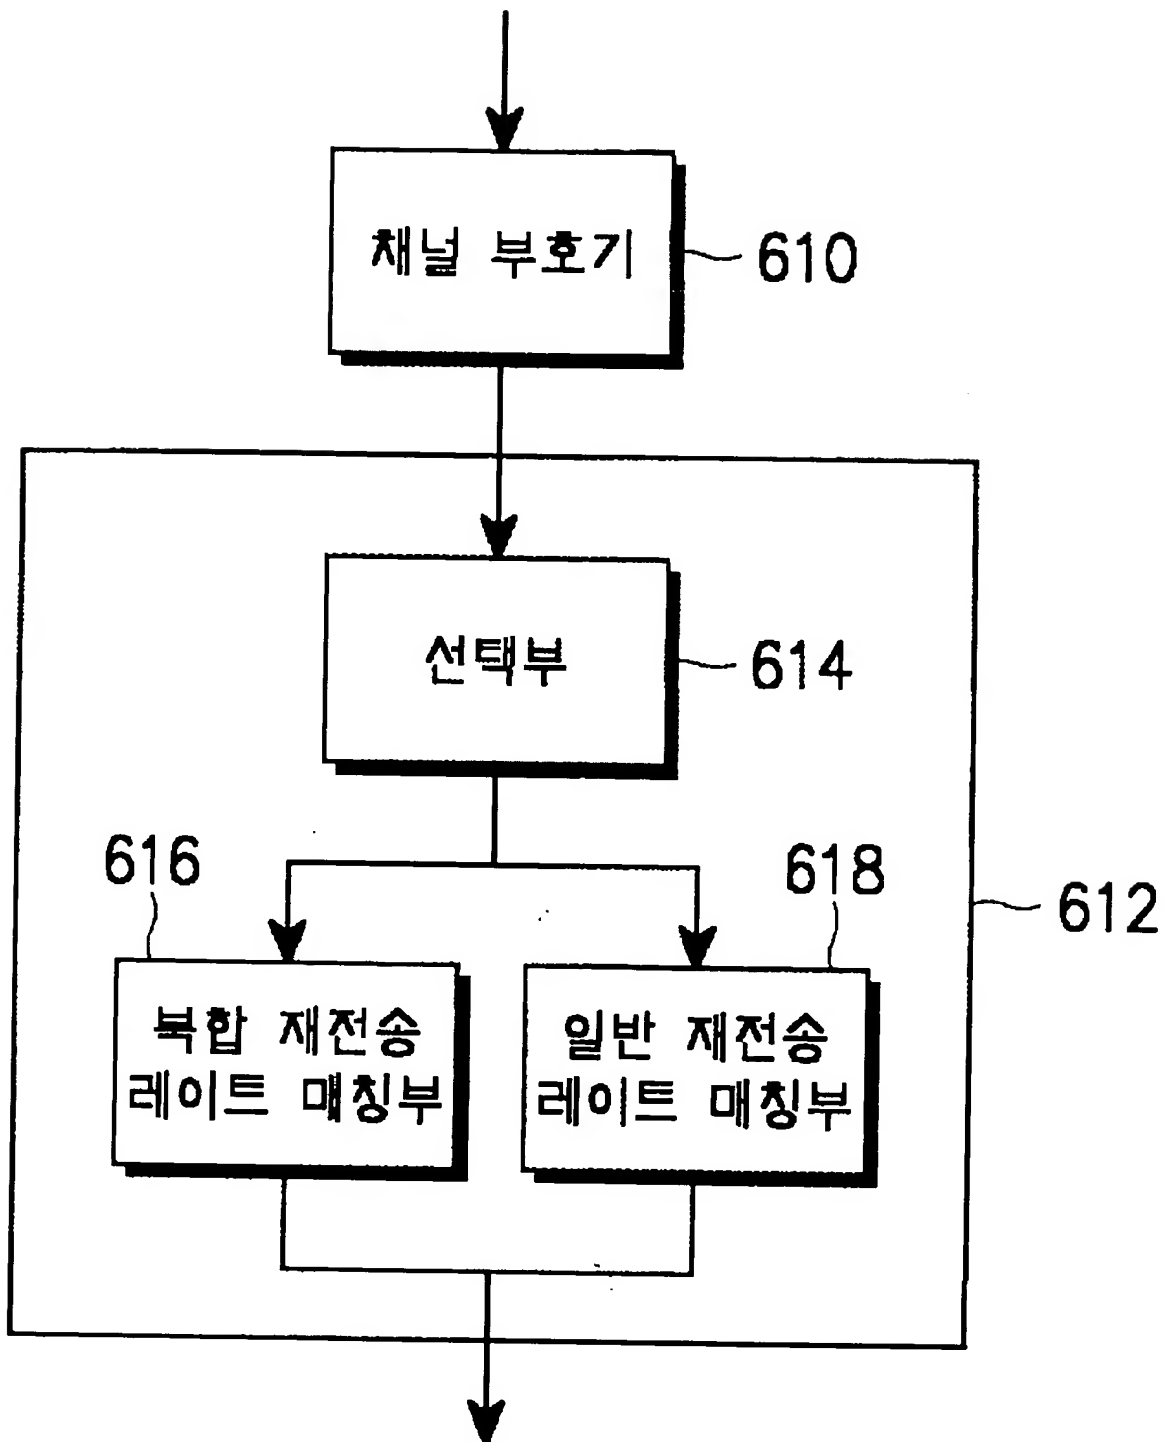 채널 부호기
610
선택부
614
616
618
612
복합 재전송
레이트 매칭부
일반 재전송
레이트 매칭부